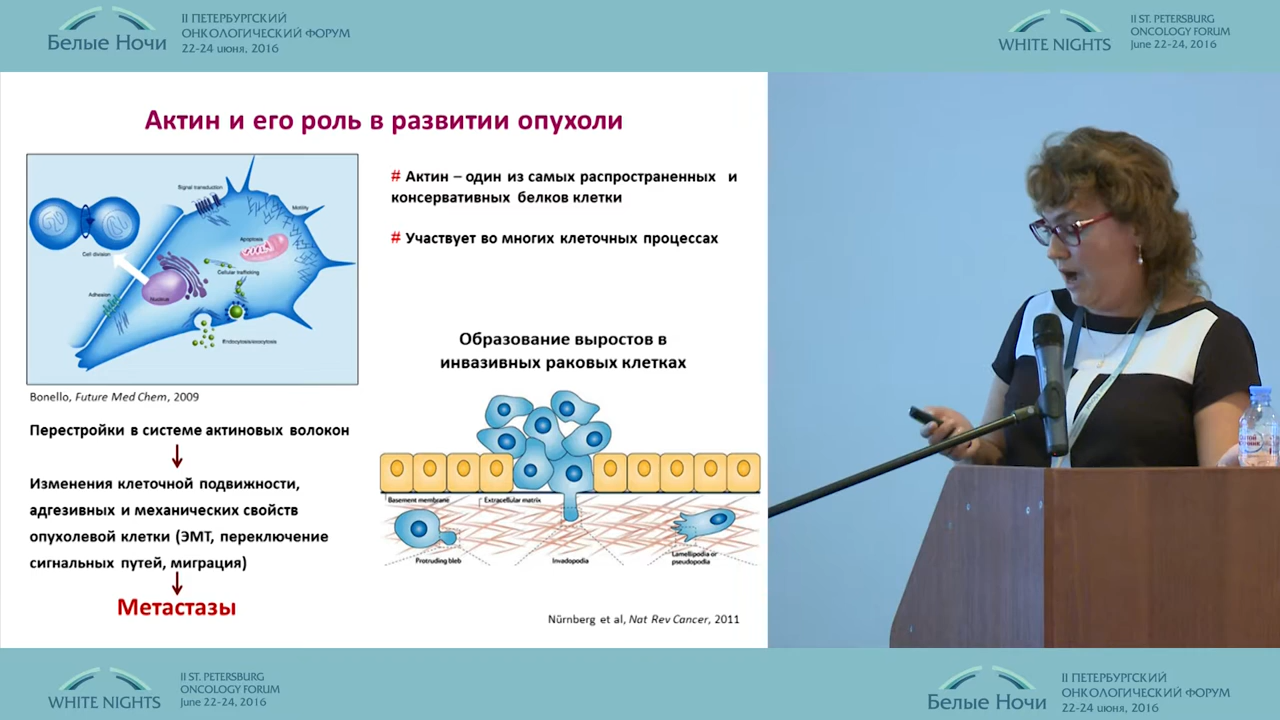 Белые Ночи
II ПЕТЕРБУРГСКИЙ
ОНКОЛОГИЧЕСКИЙ ФОРУМ
22-24 июня, 2016
WHITE NIGHTS
II ST. PETERSBURG
ONCOLOGY FORUM
June 22-24, 2016
Актин и его роль в развитии опухоли
Signal transduction
Motility
Cell division
Apoptosis
Cellular trafficking
Adhesion
Nucleus
Endocytosis/exocytosis
Bonello, Future Med Chem, 2009
# Актин – один из самых распространенных и
консервативных белков клетки
# Участвует во многих клеточных процессах
Перестройки в системе актиновых волокон
Изменения клеточной подвижности,
адгезивных и механических свойств
опухолевой клетки (ЭМТ, переключение
сигнальных путей, миграция)
Метастазы
Образование выростов в
инвазивных раковых клетках
Basement membrane
Extracellular matrix
Protruding bleb
Invadopodia
Lamellipodia or
pseudopodia
Nürnberg et al, Nat Rev Cancer, 2011
WHITE NIGHTS
II ST. PETERSBURG
ONCOLOGY FORUM
June 22-24, 2016
Белые Ночи
II ПЕТЕРБУРГСКИЙ
ОНКОЛОГИЧЕСКИЙ ФОРУМ
22-24 июня, 2016